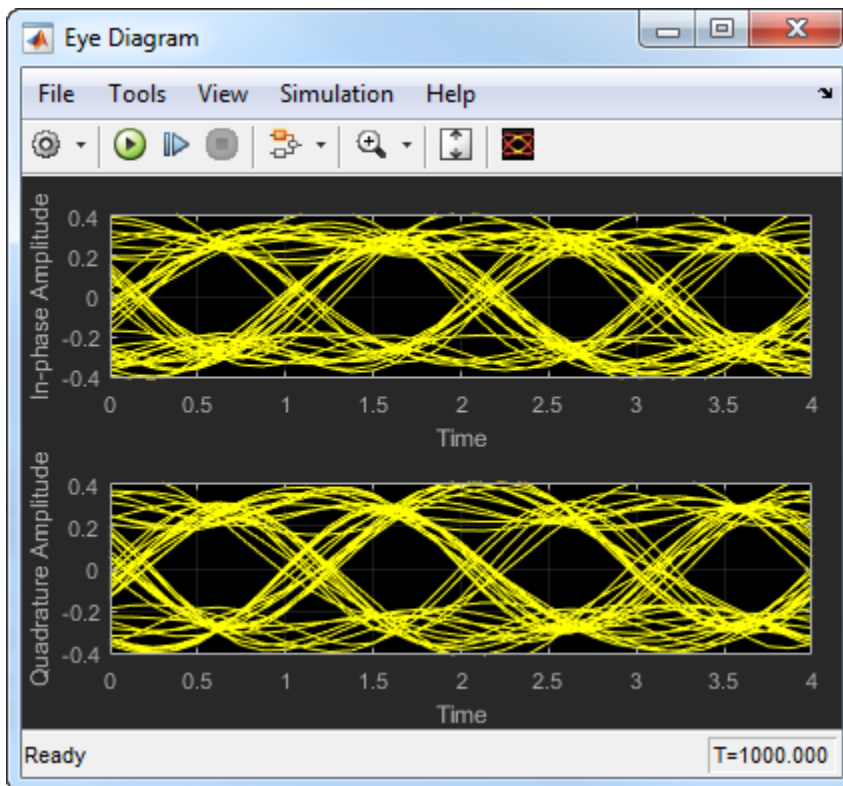 Eye Diagram
File Tools View Simulation Help
In-phase Amplitude
0.4
0.2
0
-0.2
-0.4
0 0.5 1 1.5 2 2.5 3 3.5 4
Time
Quadrature Amplitude
0.4
0.2
0
-0.2
-0.4
0 0.5 1 1.5 2 2.5 3 3.5 4
Time
Ready T=1000.000